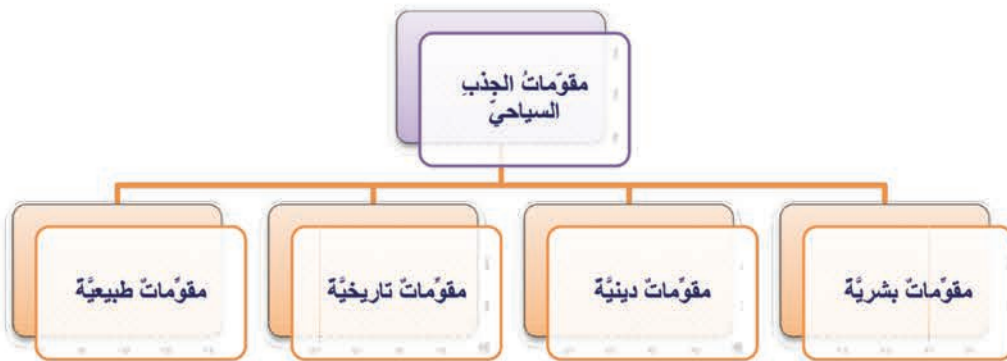 مقوّماتُ الجذبِ
السياحيّ
مقوِّماتٌ بشريَّة
مقوِّماتٌ دينيَّة
مقوِّماتٌ تاريخيَّة
مقوِّماتٌ طبيعيَّة